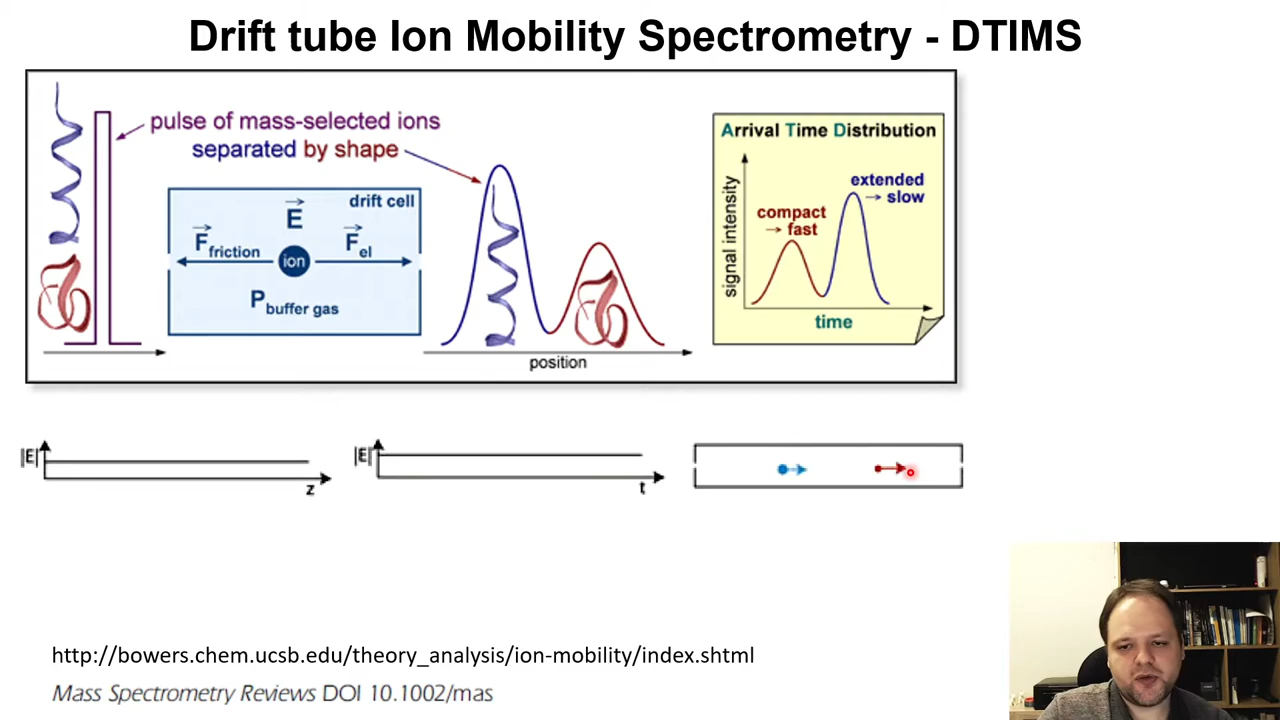 Drift tube Ion Mobility Spectrometry - DTIMS
pulse of mass-selected ions
separated by shape
drift cell
E
F friction
ion
F el
P buffer gas
position
Arrival Time Distribution
signal intensity
compact
→ fast
extended
→ slow
time
|E|
z
|E|
t
http://bowers.chem.ucsb.edu/theory_analysis/ion-mobility/index.shtml
Mass Spectrometry Reviews DOI 10.1002/mas